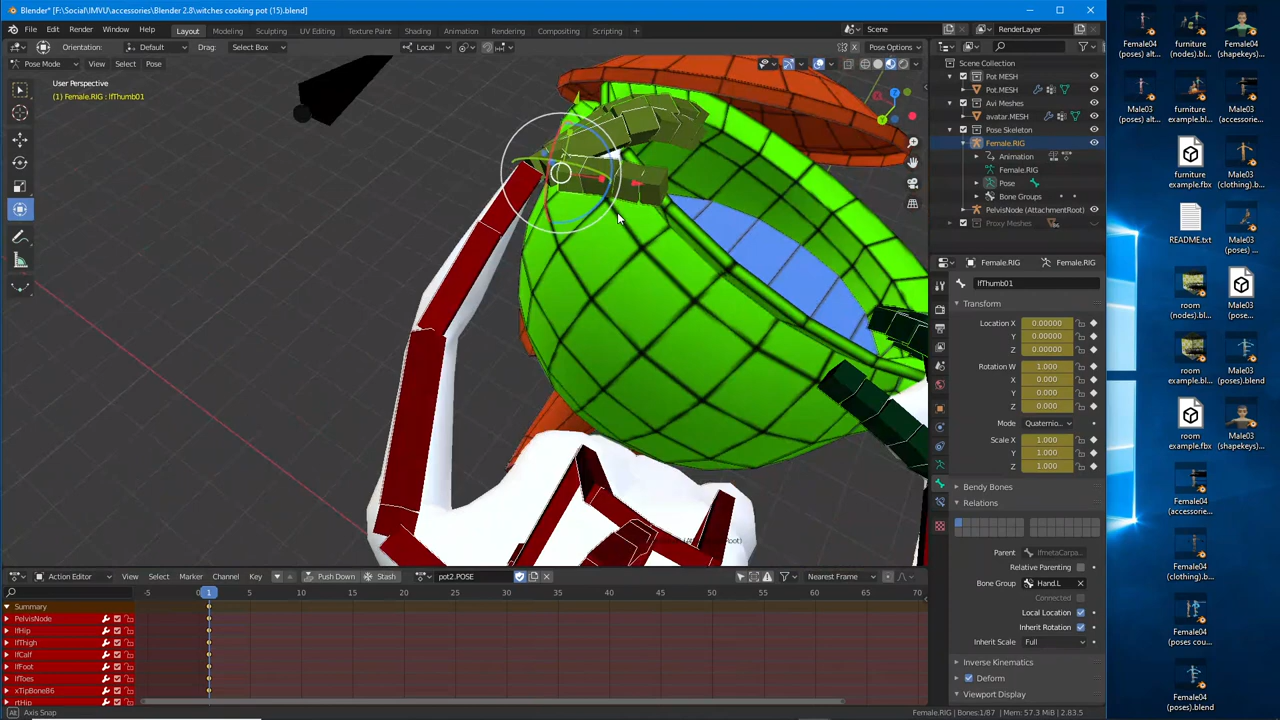 Blender* [F:\Social\IMVU\accessories\Blender 2.8\witches cooking pot (15).blend]
File Edit Render Window Help Layout Modeling Sculpting UV Editing Texture Paint Shading Animation Rendering Compositing Scripting + Scene RenderLayer
Orientation: Default Drag: Select Box Local Pose Options
Pose Mode View Select Pose
User Perspective
(1) Female.RIG : lfThumb01
Scene Collection
Pot MESH
Pot.MESH
Avi Meshes
avatar.MESH
Pose Skeleton
Female.RIG
Animation
Female.RIG
Pose
Bone Groups
PelvisNode (AttachmentRoot)
Proxy Meshes
Female.RIG Female.RIG
lfThumb01
Transform
Location X 0.00000
Y 0.00000
Z 0.00000
Rotation W 1.000
X 0.000
Y 0.000
Z 0.000
Mode Quaternio...
Scale X 1.000
Y 1.000
Z 1.000
Bendy Bones
Relations
Parent lfmetaCarpa...
Relative Parenting
Bone Group Hand.L
Connected
Local Location
Inherit Rotation
Inherit Scale Full
Inverse Kinematics
Deform
Viewport Display
Action Editor View Select Marker Channel Key Push Down Stash pot2.POSE Nearest Frame
-5 1 5 10 15 20 25 30 35 40 45 50 55 60 65 70
Summary
PelvisNode
lfHip
lfThigh
lfCalf
lfFoot
lfToes
xTipBone86
rtHip
Axis Snap
Female.RIG | Bones:1/87 | Mem: 57.3 MiB | 2.83.5
Female04 (poses) alt...
furniture (nodes).bl...
Female04 (shapekeys)...
Male03 (poses) alt...
furniture example.bl...
Male03 (accessorie...
furniture example.fbx
room example.bl...
Male03 (clothing).bl...
README.txt
Male03 (poses) ...
room (nodes).bl...
Male03 (pose...
room example.bl...
Male03 (poses).blend
room example.fbx
Male03 (shapekeys)...
Female04 (accessorie...
Female04 (clothing)...
Female04 (poses cou...
Female04 (poses).blend